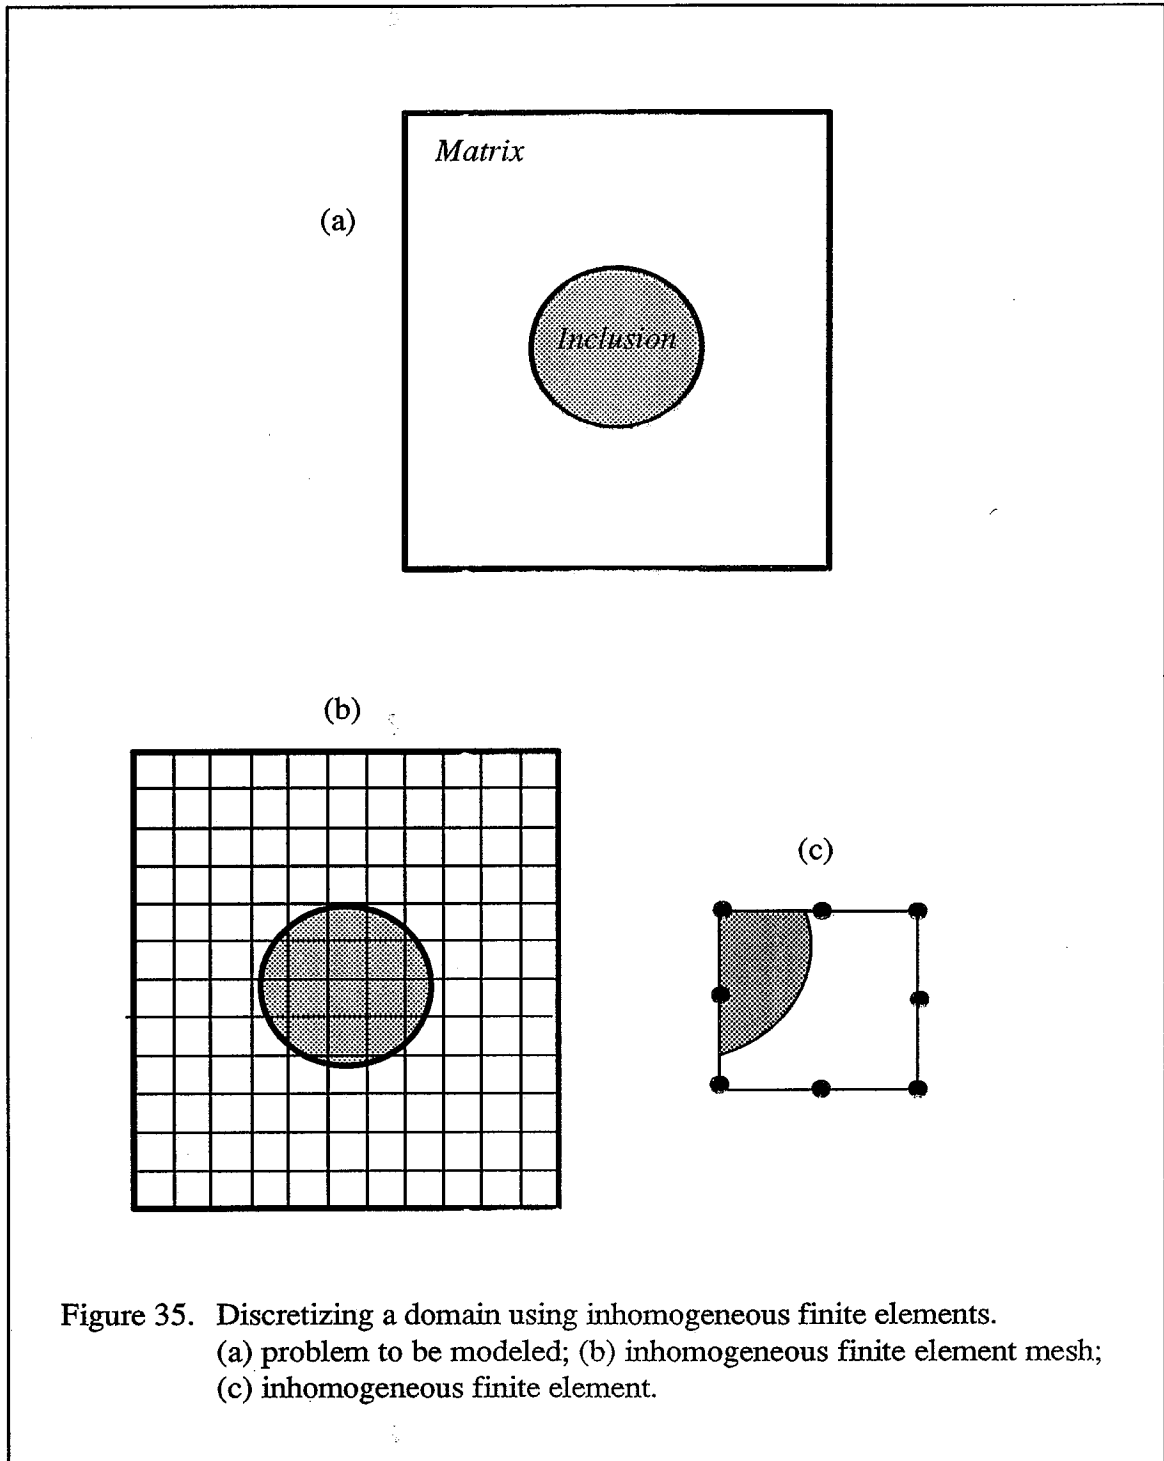 Matrix
(a)
Inclusion
(b)
(c)
Figure 35. Discretizing a domain using inhomogeneous finite elements.
(a) problem to be modeled; (b) inhomogeneous finite element mesh;
(c) inhomogeneous finite element.